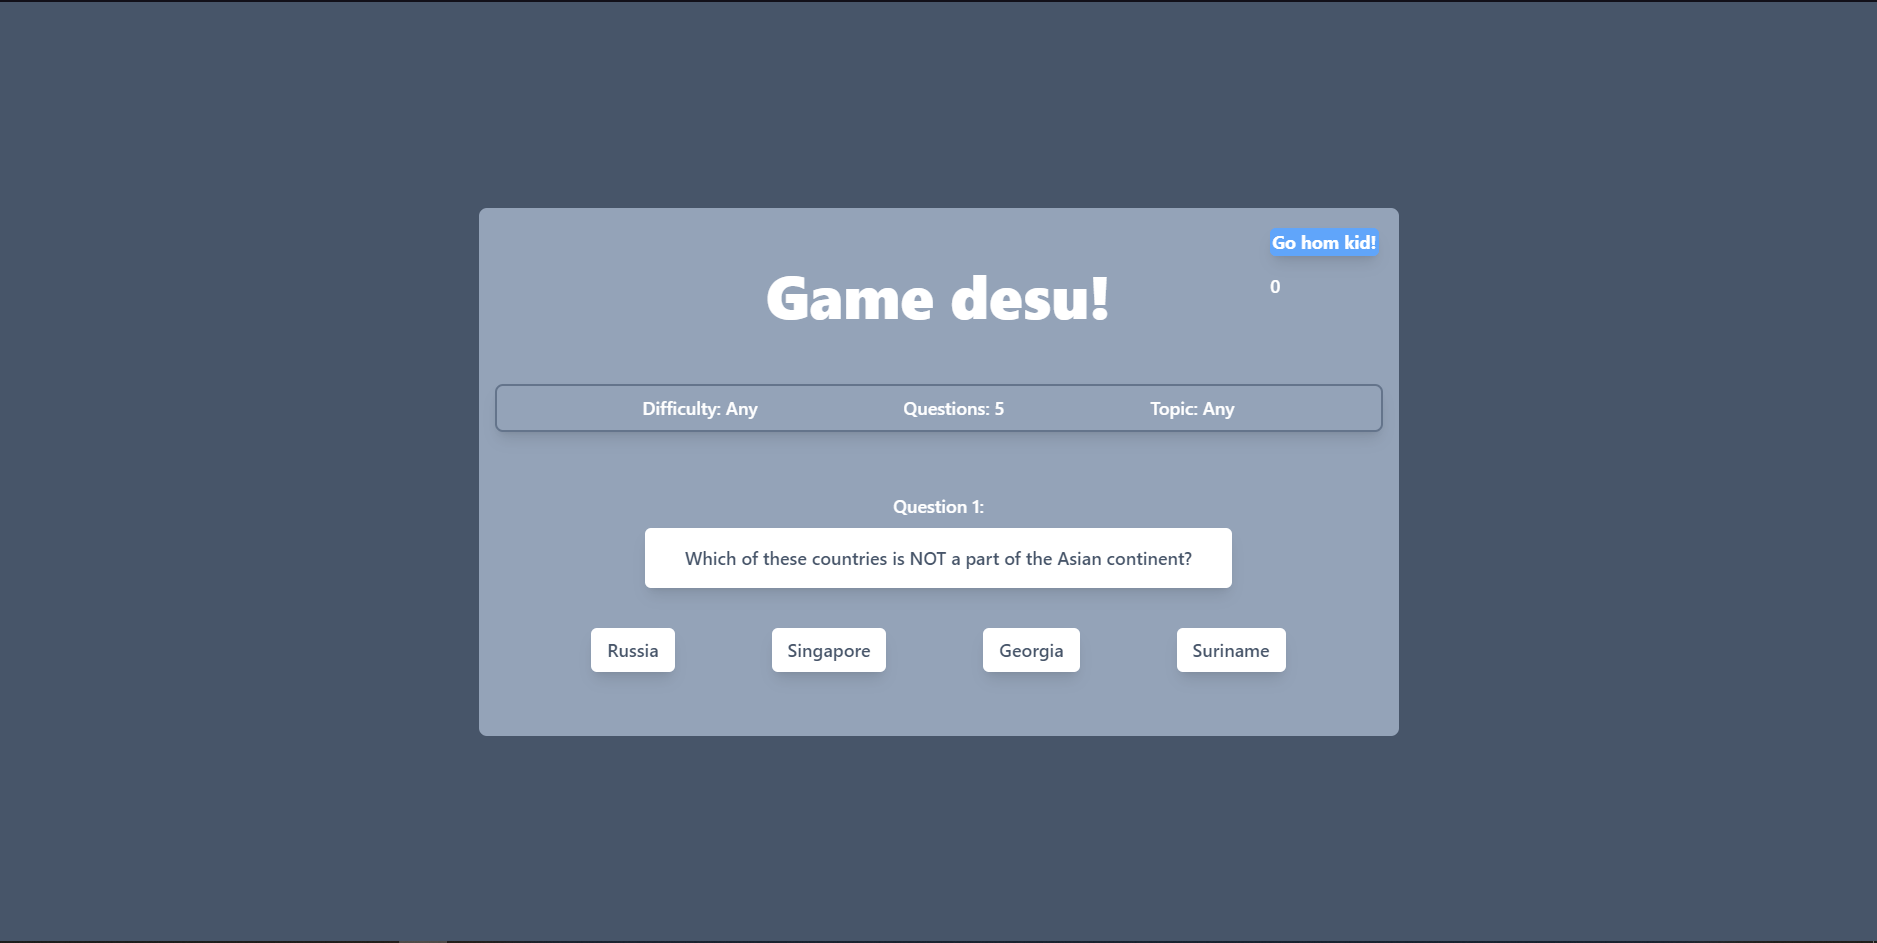 Go hom kid!
Game desu!
0
Difficulty: Any
Questions: 5
Topic: Any
Question 1:
Which of these countries is NOT a part of the Asian continent?
Russia
Singapore
Georgia
Suriname